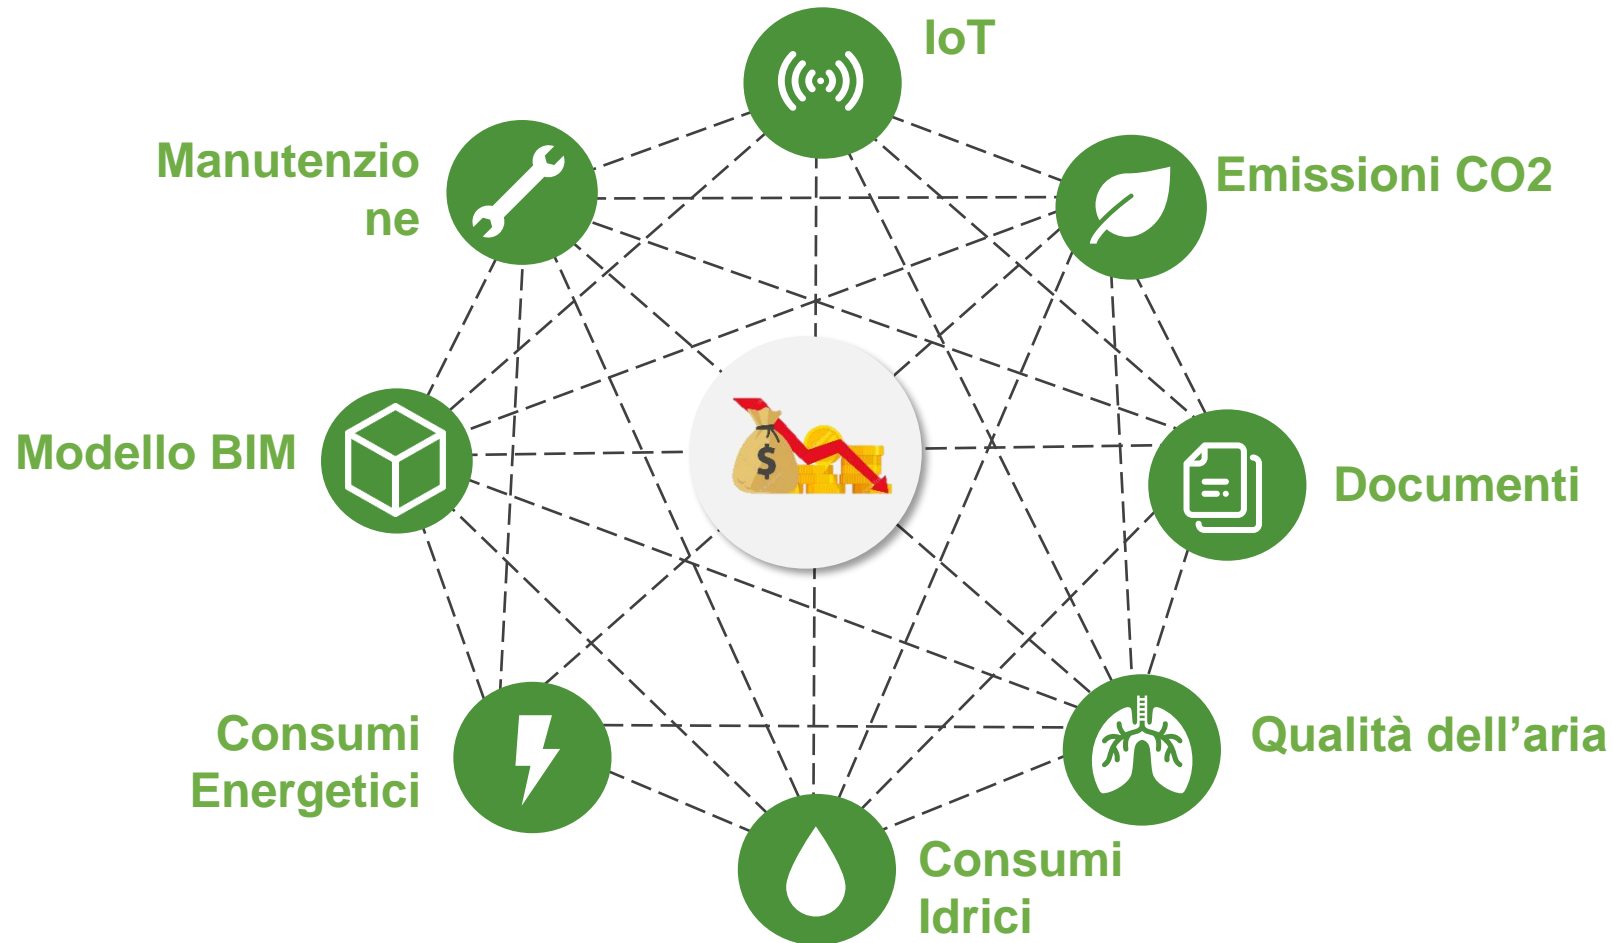 IoT
Manutenzio
ne
Emissioni CO2
Modello BIM
$
Documenti
Consumi
Energetici
Qualità dell’aria
Consumi
Idrici